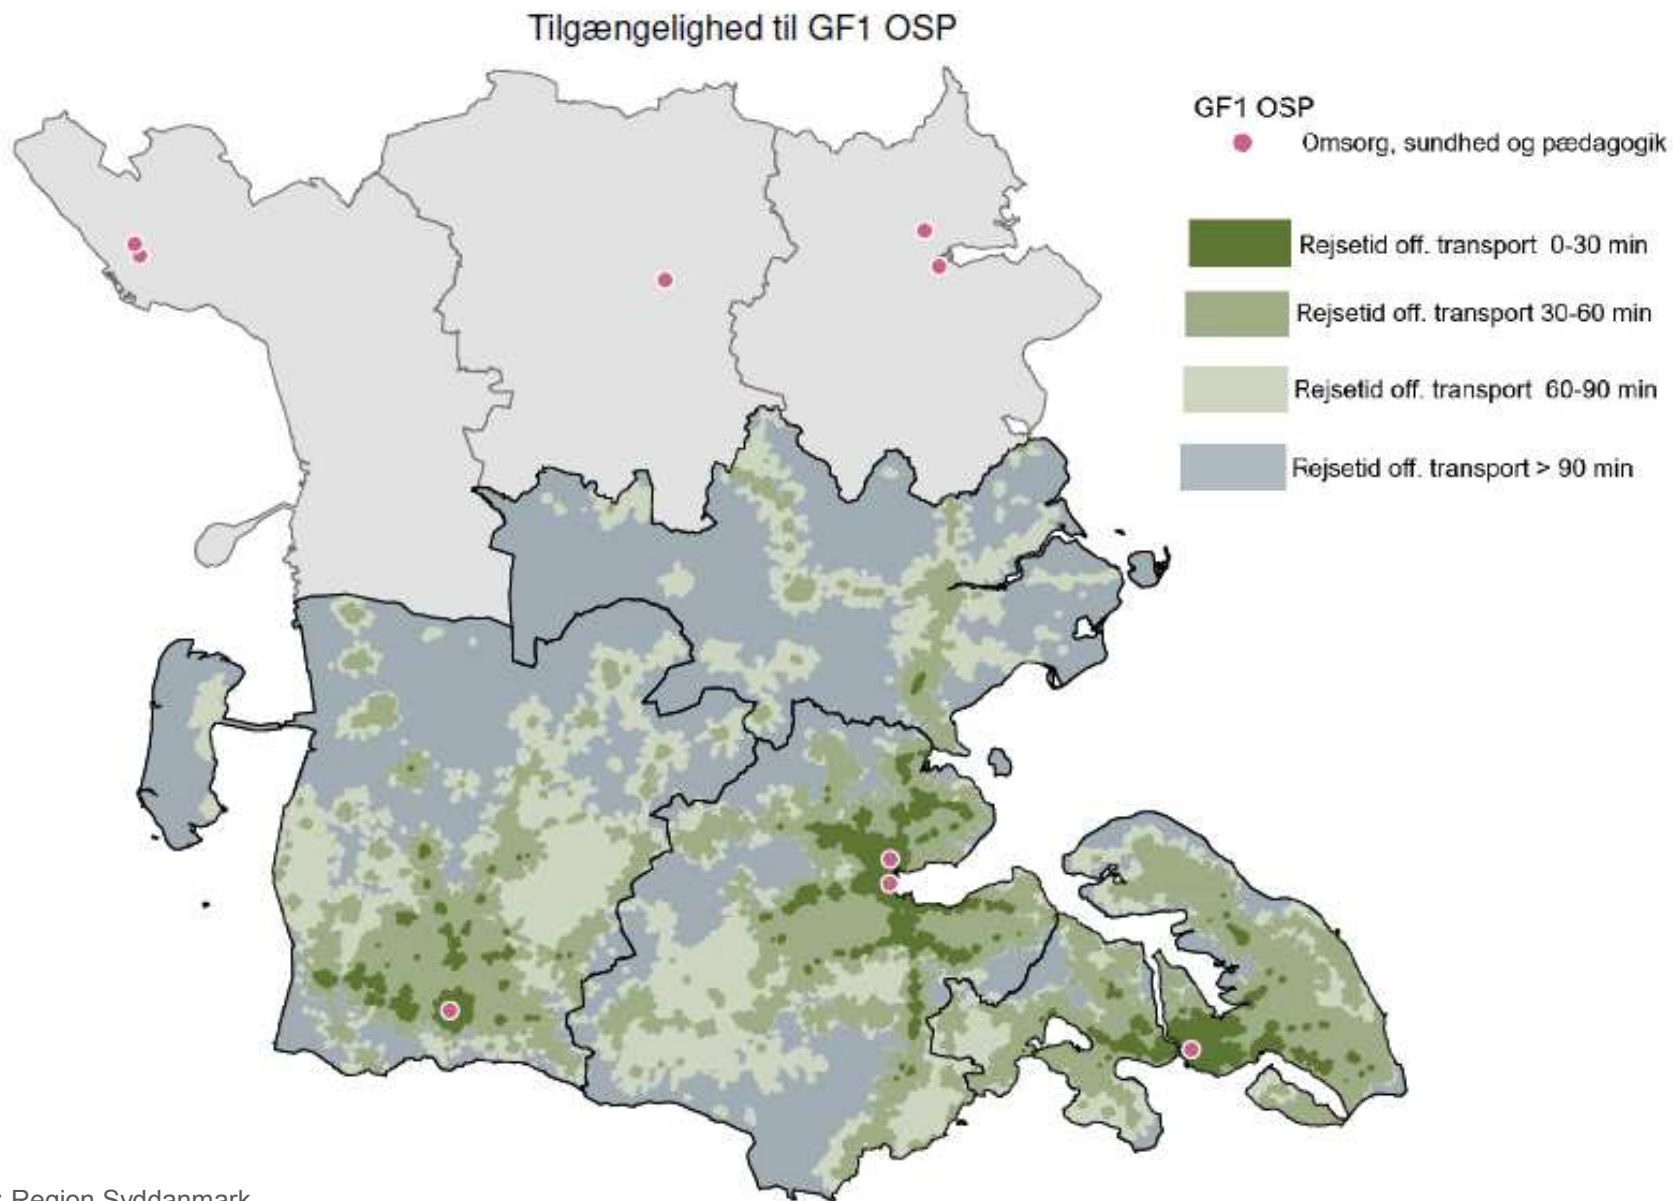 Tilgængelighed til GF1 OSP
GF1 OSP
Omsorg, sundhed og pædagogik
Rejsetid off. transport 0-30 min
Rejsetid off. transport 30-60 min
Rejsetid off. transport 60-90 min
Rejsetid off. transport > 90 min
: Region Syddanmark